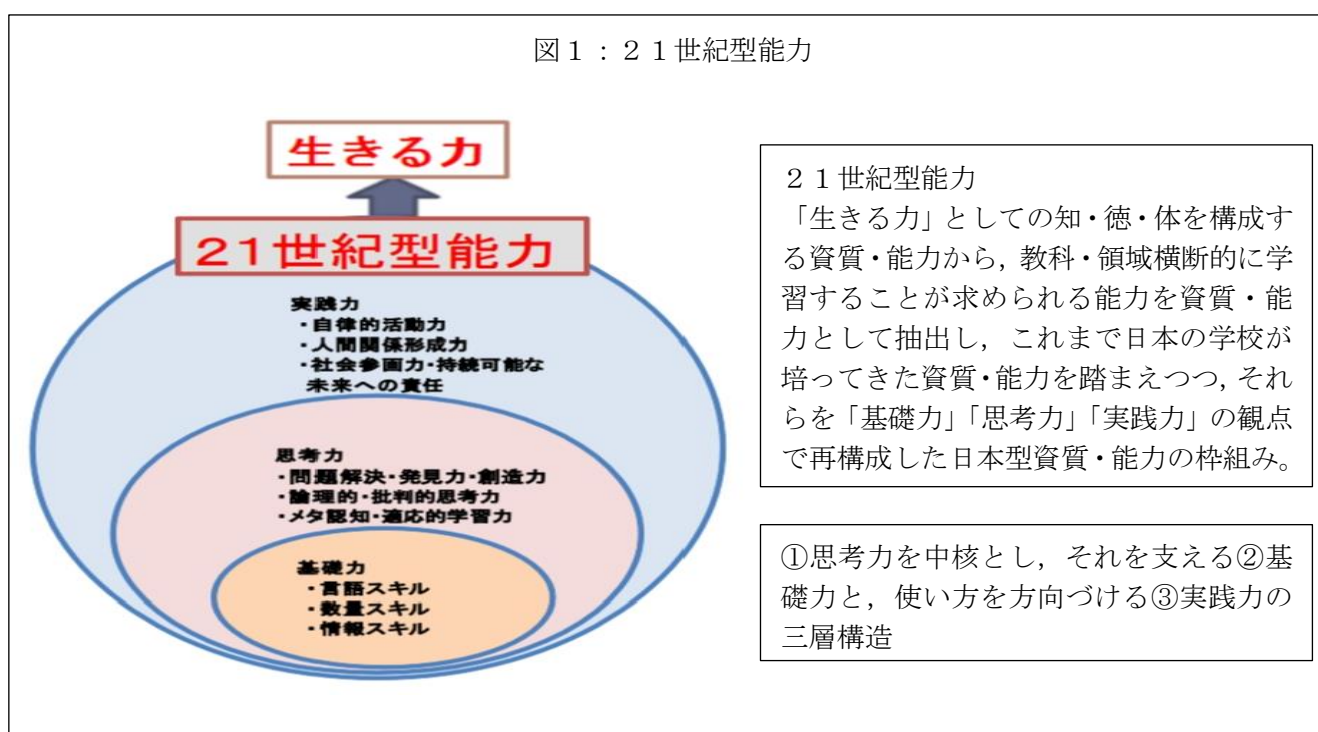 図1:21世紀型能力
生きる力
21世紀型能力
実践力
・自律的活動力
・人間関係形成力
・社会参画力・持続可能な
未来への責任
思考力
・問題解決・発見力・創造力
・論理的・批判的思考力
・メタ認知・適応的学習力
基礎力
・言語スキル
・数量スキル
・情報スキル
21世紀型能力
「生きる力」としての知・徳・体を構成す
る資質・能力から,教科・領域横断的に学
習することが求められる能力を資質・能
力として抽出し,これまで日本の学校が
培ってきた資質・能力を踏まえつつ,それ
らを「基礎力」「思考力」「実践力」の観点
で再構成した日本型資質・能力の枠組み。
①思考力を中核とし,それを支える②基
礎力と,使い方を方向づける③実践力の
三層構造